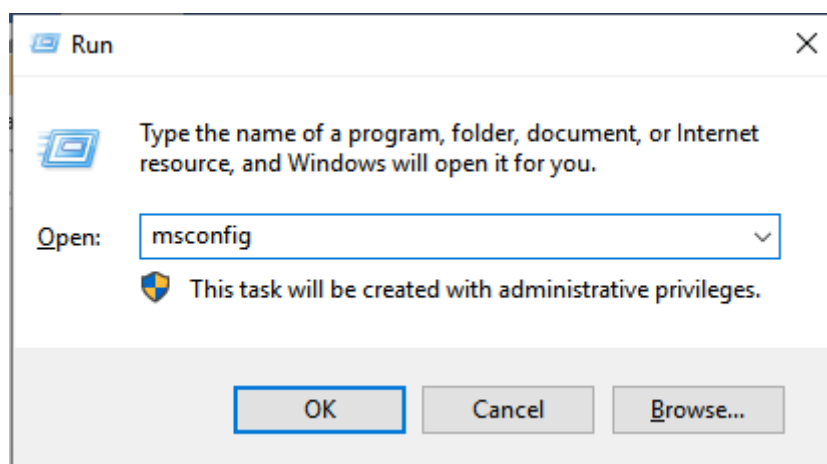 Run
Type the name of a program, folder, document, or Internet
resource, and Windows will open it for you.
Open: msconfig
This task will be created with administrative privileges.
OK Cancel Browse...